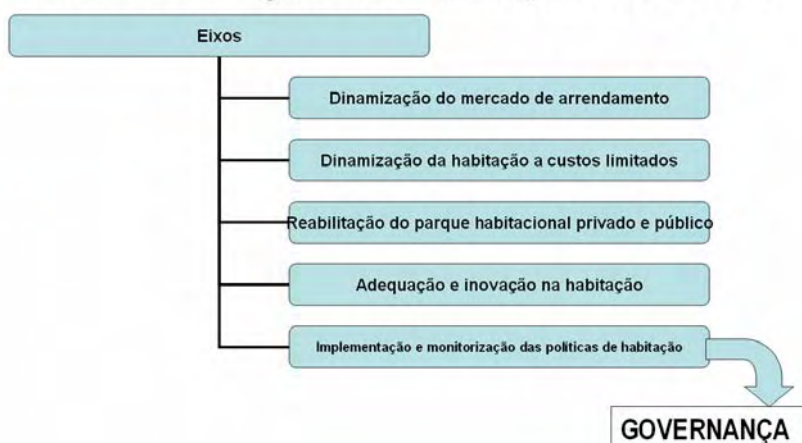 Eixos
Dinamização do mercado de arrendamento
Dinamização da habitação a custos limitados
Reabilitação do parque habitacional privado e público
Adequação e inovação na habitação
Implementação e monitorização das políticas de habitação
GOVERNANÇA